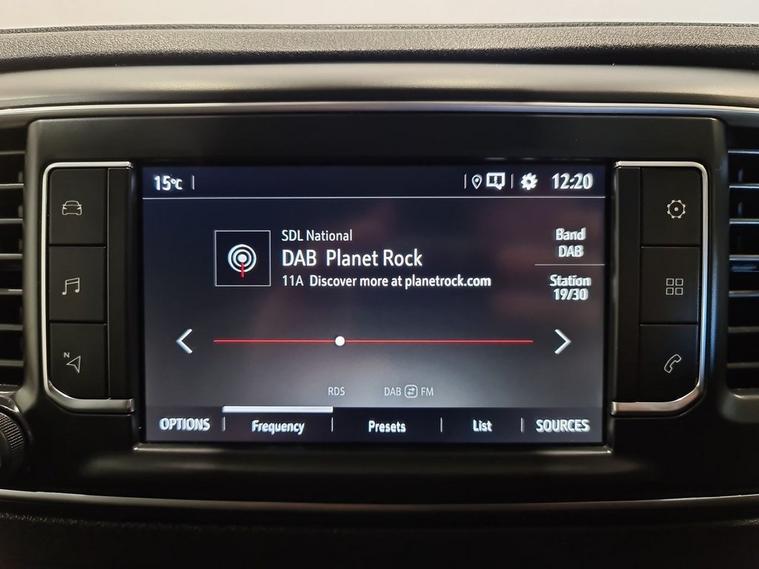 15°C
12:20
SDL National
DAB Planet Rock
11A Discover more at planetrock.com
Band
DAB
Station
19/30
N
RDS
DAB FM
OPTIONS
Frequency
Presets
List
SOURCES